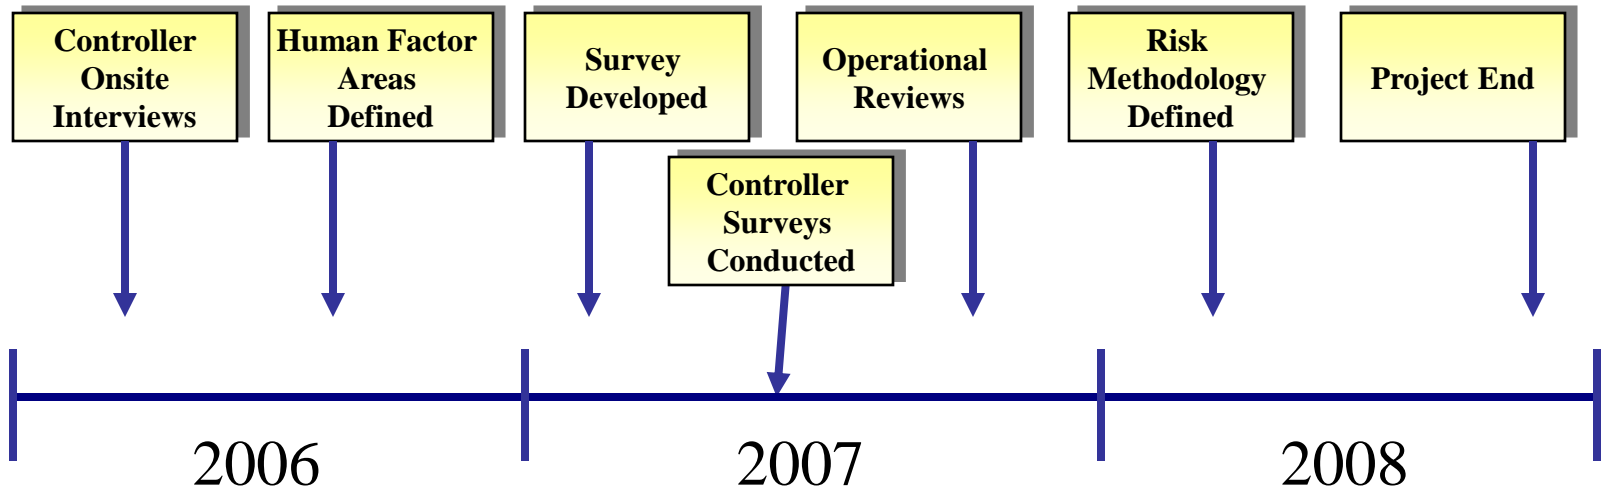 Controller
Onsite
Interviews
Human Factor
Areas
Defined
Survey
Developed
Controller
Surveys
Conducted
Operational
Reviews
Risk
Methodology
Defined
Project End
2006
2007
2008